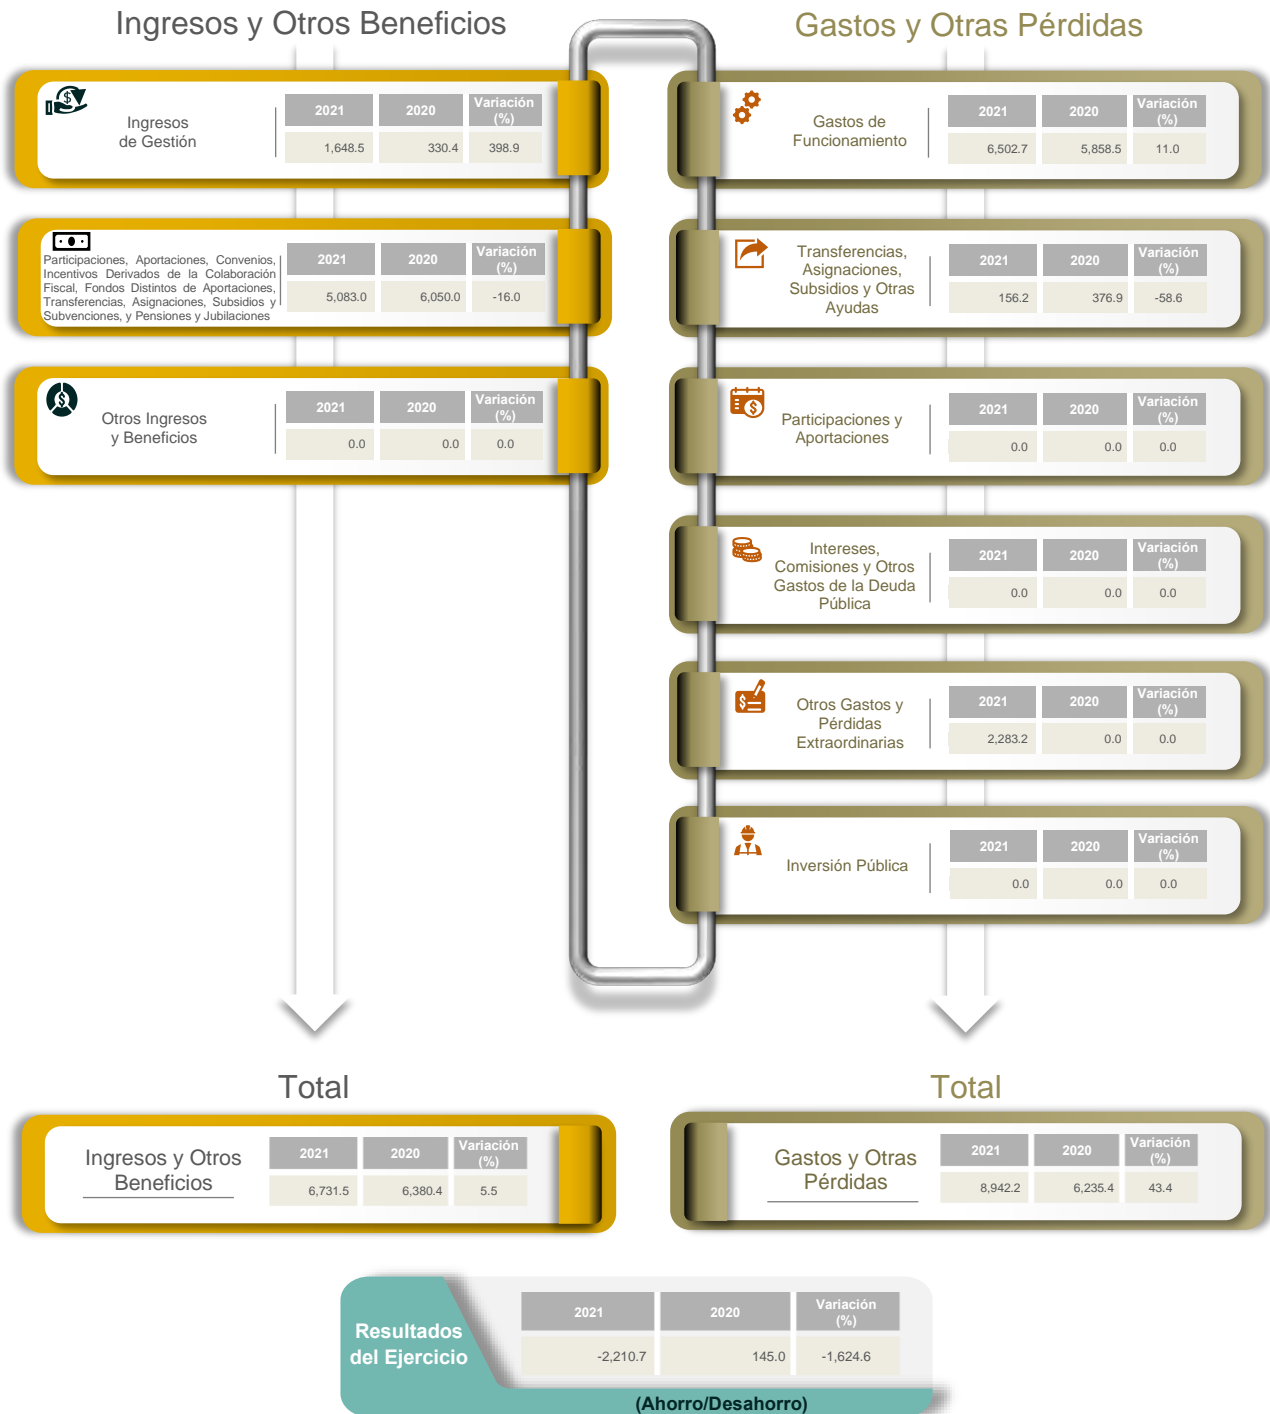 Ingresos y Otros Beneficios
Ingresos
de Gestión
2021 2020 Variación
(%)
1,648.5 330.4 398.9
Participaciones, Aportaciones, Convenios,
Incentivos Derivados de la Colaboración
Fiscal, Fondos Distintos de Aportaciones,
Transferencias, Asignaciones, Subsidios y
Subvenciones, y Pensiones y Jubilaciones
2021 2020 Variación
(%)
5,083.0 6,050.0 -16.0
Otros Ingresos
y Beneficios
2021 2020 Variación
(%)
0.0 0.0 0.0
Gastos y Otras Pérdidas
Gastos de
Funcionamiento
2021 2020 Variación
(%)
6,502.7 5,858.5 11.0
Transferencias,
Asignaciones,
Subsidios y Otras
Ayudas
2021 2020 Variación
(%)
156.2 376.9 -58.6
Participaciones y
Aportaciones
2021 2020 Variación
(%)
0.0 0.0 0.0
Intereses,
Comisiones y Otros
Gastos de la Deuda
Pública
2021 2020 Variación
(%)
0.0 0.0 0.0
Otros Gastos y
Pérdidas
Extraordinarias
2021 2020 Variación
(%)
2,283.2 0.0 0.0
Inversión Pública
2021 2020 Variación
(%)
0.0 0.0 0.0
Total
Ingresos y Otros
Beneficios
2021 2020 Variación
(%)
6,731.5 6,380.4 5.5
Total
Gastos y Otras
Pérdidas
2021 2020 Variación
(%)
8,942.2 6,235.4 43.4
Resultados
del Ejercicio
2021 2020 Variación
(%)
-2,210.7 145.0 -1,624.6
(Ahorro/Desahorro)